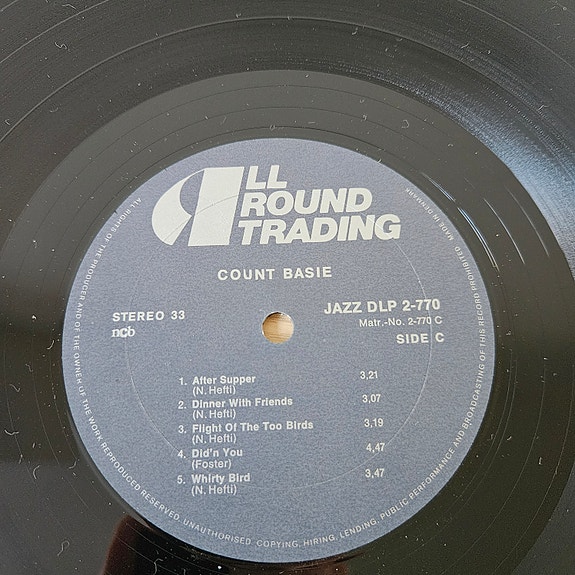 ALL
ROUND
TRADING
COUNT BASIE
STEREO 33
ncb
JAZZ DLP 2-770
Matr.-No. 2-770 C
SIDE C
1. After Supper 3,21
(N. Hefti)
2. Dinner With Friends 3,07
(N. Hefti)
3. Flight Of The Too Birds 3,19
(N. Hefti)
4. Did'n You 4,47
(Foster)
5. Whirty Bird 3,47
(N. Hefti)
ALL RIGHTS OF THE PRODUCER AND OF THE OWNER OF THE WORK REPRODUCED RESERVED. UNAUTHORISED COPYING, HIRING, LENDING, PUBLIC PERFORMANCE AND BROADCASTING OF THIS RECORD PROHIBITED MADE IN DENMARK